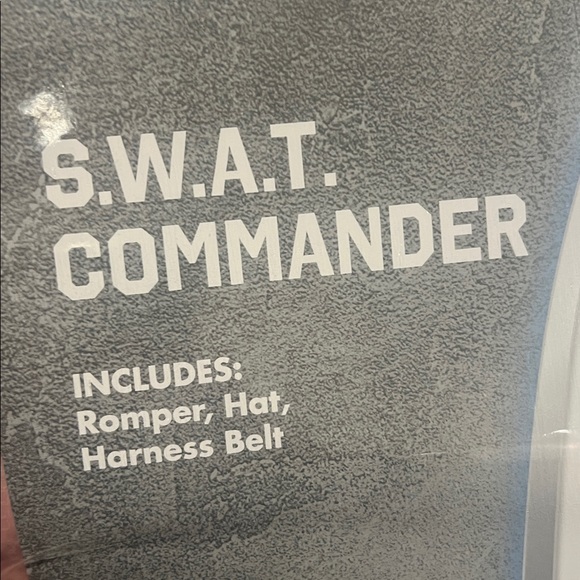 S.W.A.T.
COMMANDER
INCLUDES:
Romper, Hat,
Harness Belt